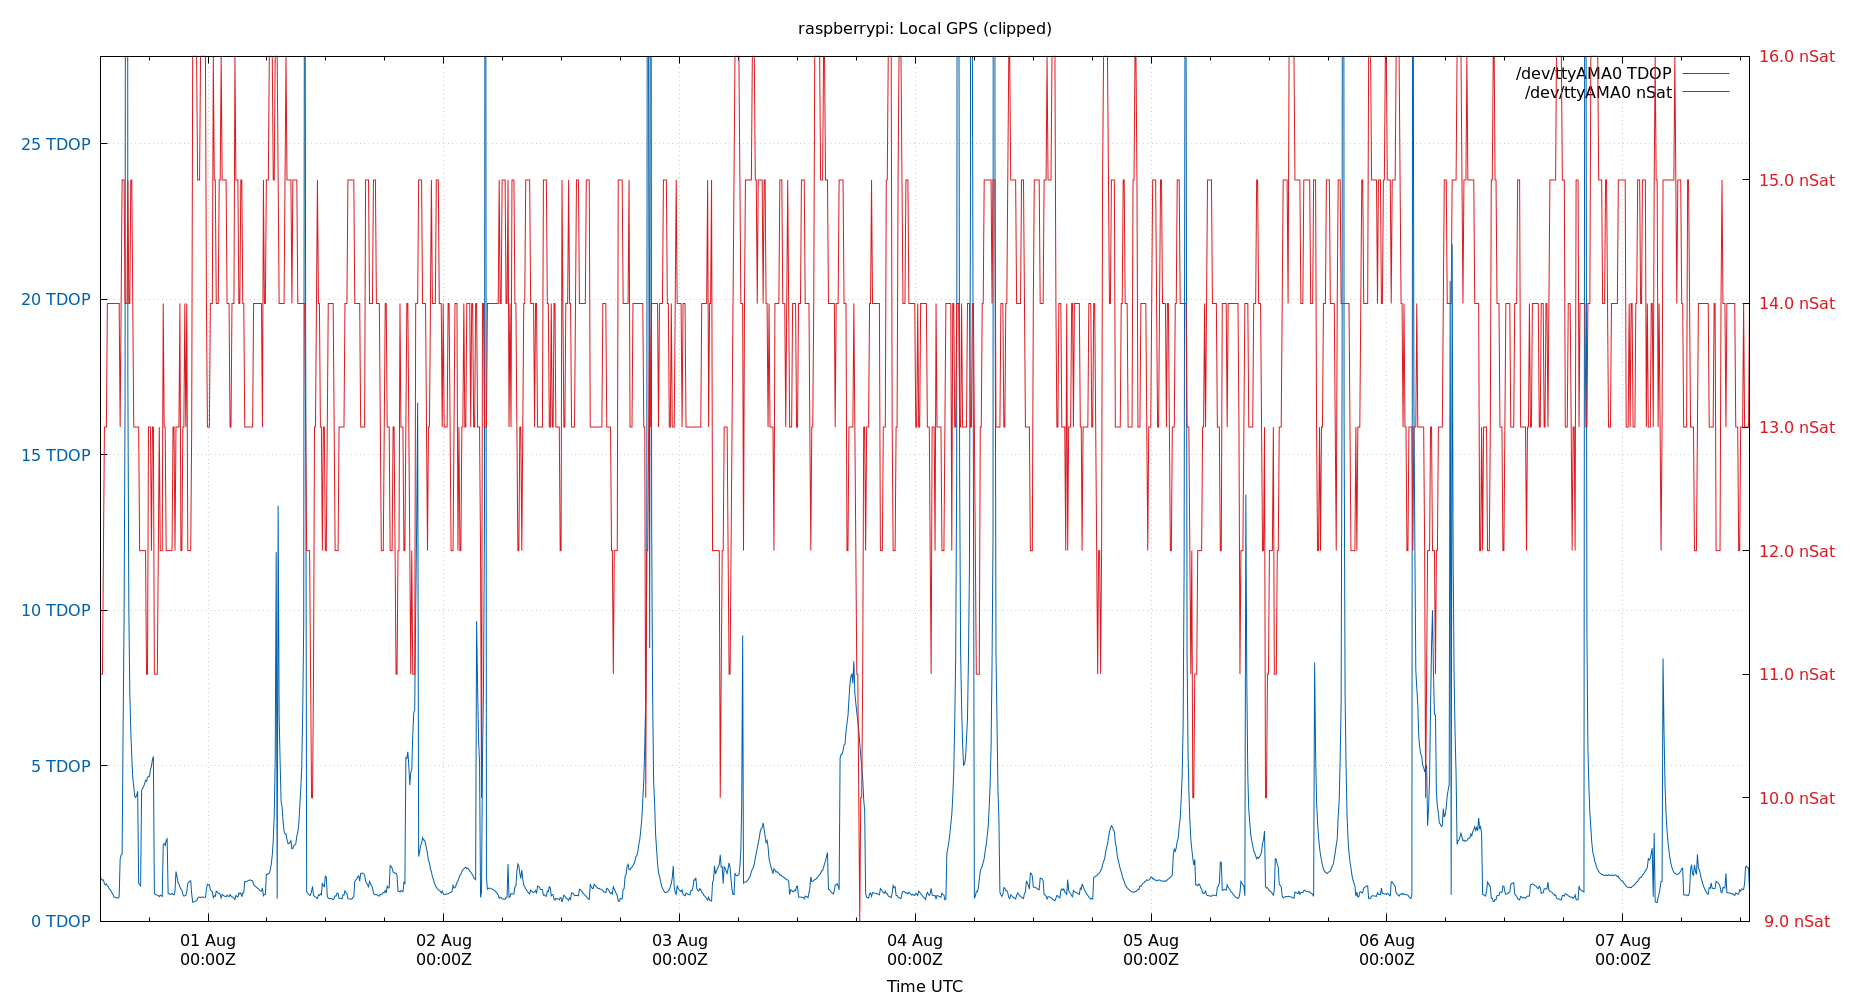 raspberrypi: Local GPS (clipped)
/dev/ttyAMA0 TDOP
/dev/ttyAMA0 nSat
25 TDOP
20 TDOP
15 TDOP
10 TDOP
5 TDOP
0 TDOP
16.0 nSat
15.0 nSat
14.0 nSat
13.0 nSat
12.0 nSat
11.0 nSat
10.0 nSat
9.0 nSat
01 Aug
00:00Z
02 Aug
00:00Z
03 Aug
00:00Z
04 Aug
00:00Z
05 Aug
00:00Z
06 Aug
00:00Z
07 Aug
00:00Z
Time UTC